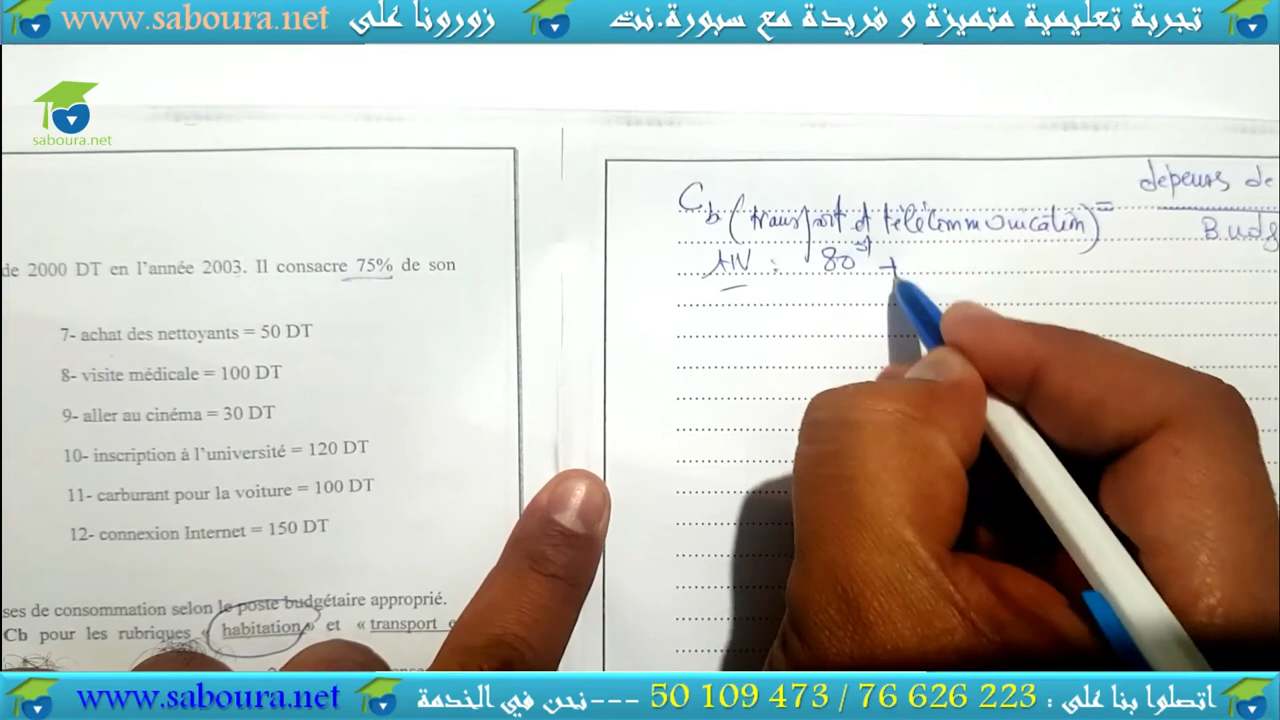 www.saboura.net تجربة تعليمية متميزة و فريدة مع سبورة.نت زورونا على
saboura.net
de 2000 DT en l'année 2003. Il consacre 75% de son
7- achat des nettoyants = 50 DT
8- visite médicale = 100 DT
9- aller au cinéma = 30 DT
10- inscription à l'université = 120 DT
11- carburant pour la voiture = 100 DT
12- connexion Internet = 150 DT
ses de consommation selon le poste budgétaire approprié.
Cb pour les rubriques « habitation » et « transport
Cb (transport et télécommunication) =
depenses de
Budg
AN : 80 +
www.saboura.net اتصلوا بنا على : 50 109 473 / 76 626 223 ---نحن في الخدمة